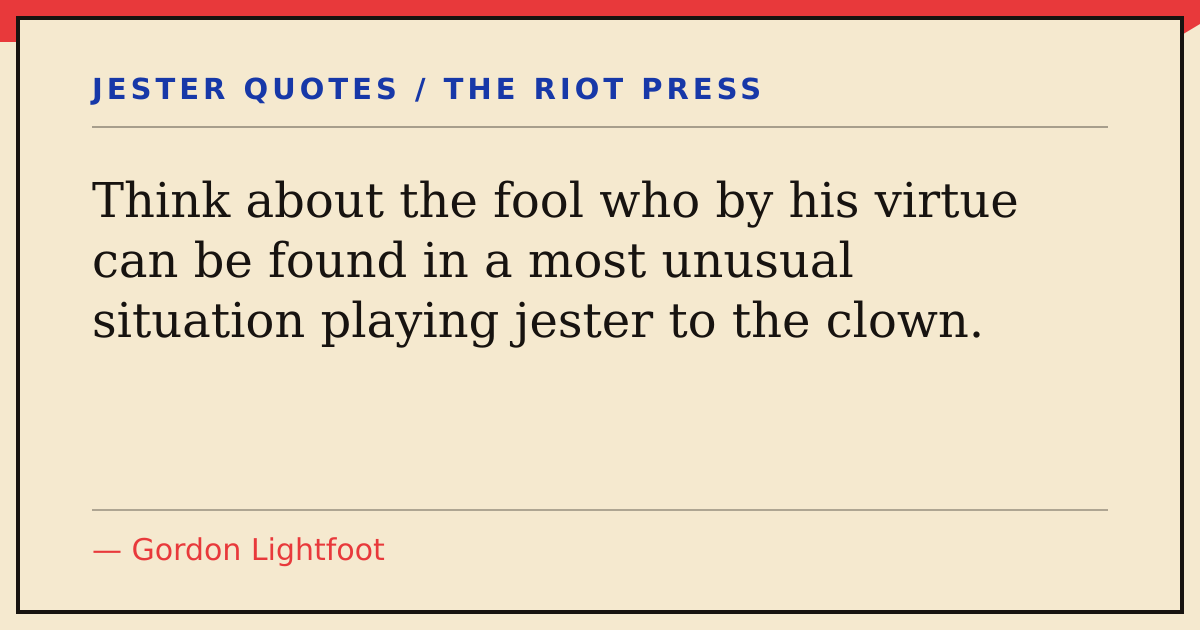 JESTER QUOTES / THE RIOT PRESS
Think about the fool who by his virtue
can be found in a most unusual
situation playing jester to the clown.
— Gordon Lightfoot